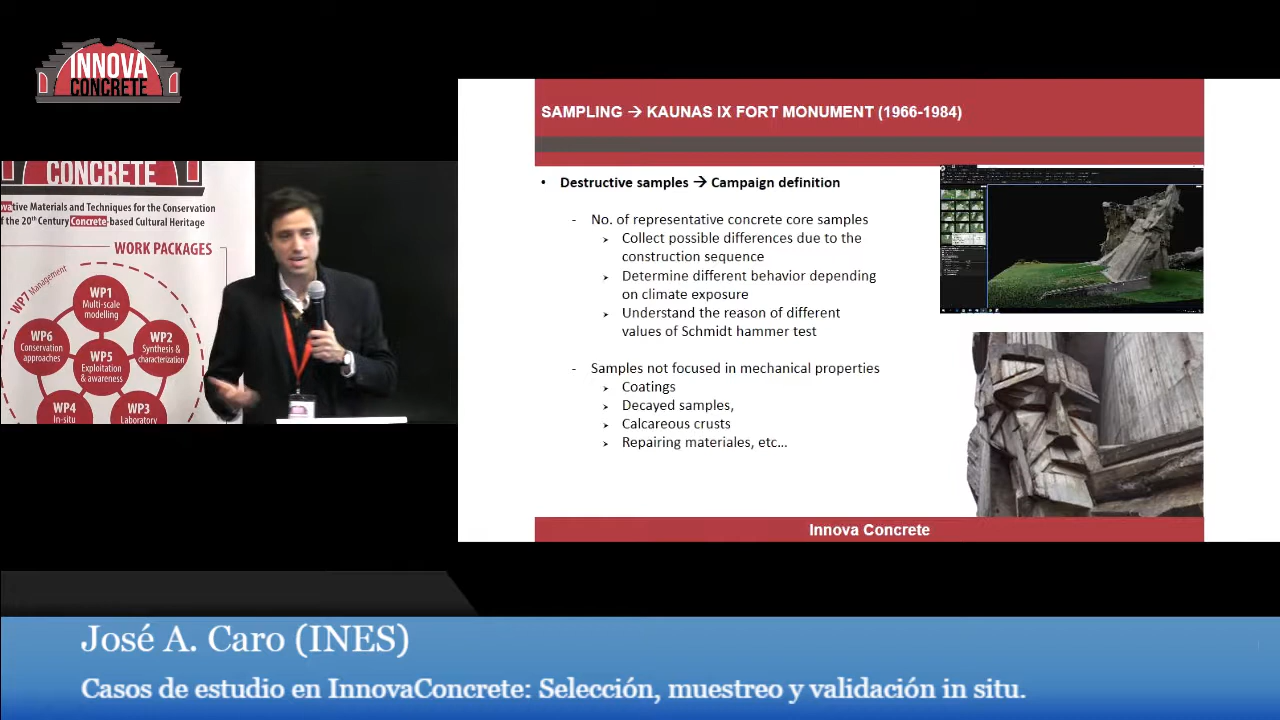 INNOVA
CONCRETE
CONCRETE
ovative Materials and Techniques for the Conservation
of the 20th Century Concrete-based Cultural Heritage
WORK PACKAGES
WP7 Management
WP1
Multi-scale
modelling
WP6
Conservation
approaches
WP2
Synthesis &
characterization
WP5
Exploitation
& awareness
WP4
In-situ
WP3
Laboratory
SAMPLING → KAUNAS IX FORT MONUMENT (1966-1984)
• Destructive samples → Campaign definition
- No. of representative concrete core samples
➢ Collect possible differences due to the
construction sequence
➢ Determine different behavior depending
on climate exposure
➢ Understand the reason of different
values of Schmidt hammer test
- Samples not focused in mechanical properties
➢ Coatings
➢ Decayed samples,
➢ Calcareous crusts
➢ Repairing materiales, etc…
Innova Concrete
José A. Caro (INES)
Casos de estudio en InnovaConcrete: Selección, muestreo y validación in situ.